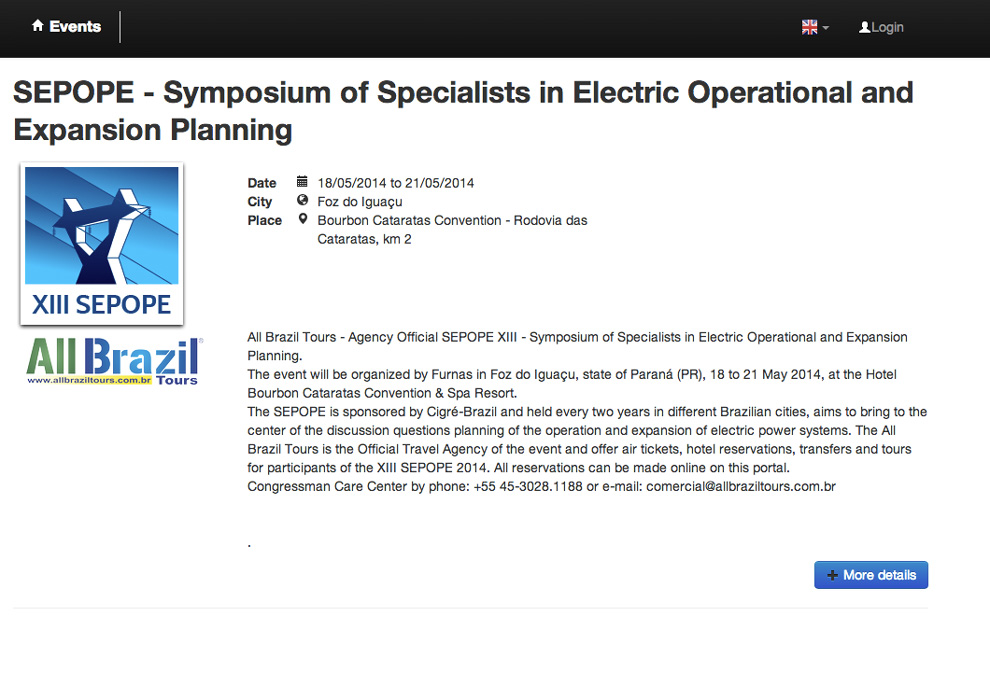 Events
Login
SEPOPE - Symposium of Specialists in Electric Operational and
Expansion Planning
Date 18/05/2014 to 21/05/2014
City Foz do Iguaçu
Place Bourbon Cataratas Convention - Rodovia das
Cataratas, km 2
XIII SEPOPE
All Brazil
www.allbraziltours.com.br Tours
All Brazil Tours - Agency Official SEPOPE XIII - Symposium of Specialists in Electric Operational and Expansion
Planning.
The event will be organized by Furnas in Foz do Iguaçu, state of Paraná (PR), 18 to 21 May 2014, at the Hotel
Bourbon Cataratas Convention & Spa Resort.
The SEPOPE is sponsored by Cigré-Brazil and held every two years in different Brazilian cities, aims to bring to the
center of the discussion questions planning of the operation and expansion of electric power systems. The All
Brazil Tours is the Official Travel Agency of the event and offer air tickets, hotel reservations, transfers and tours
for participants of the XIII SEPOPE 2014. All reservations can be made online on this portal.
Congressman Care Center by phone: +55 45-3028.1188 or e-mail: comercial@allbraziltours.com.br
.
More details